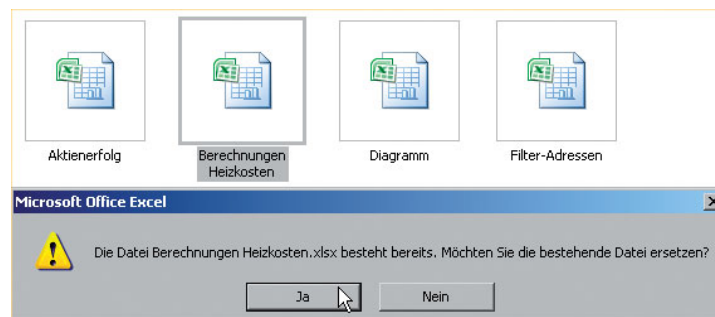 Aktienerfolg
Berechnungen
Heizkosten
Diagramm
Filter-Adressen
Microsoft Office Excel
Die Datei Berechnungen Heizkosten.xlsx besteht bereits. Möchten Sie die bestehende Datei ersetzen?
Ja
Nein